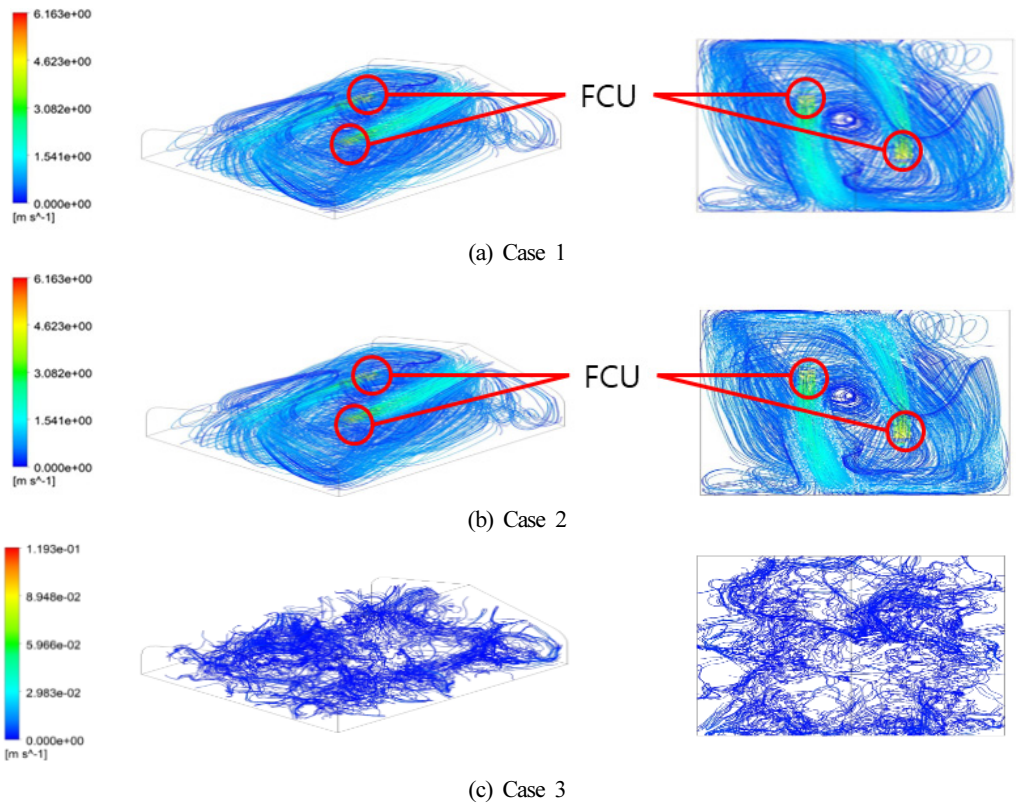 6.163e+00
4.623e+00
3.082e+00
1.541e+00
0.000e+00
[m s^-1]
FCU
(a) Case 1
6.163e+00
4.623e+00
3.082e+00
1.541e+00
0.000e+00
[m s^-1]
FCU
(b) Case 2
1.193e-01
8.948e-02
5.966e-02
2.983e-02
0.000e+00
[m s^-1]
(c) Case 3